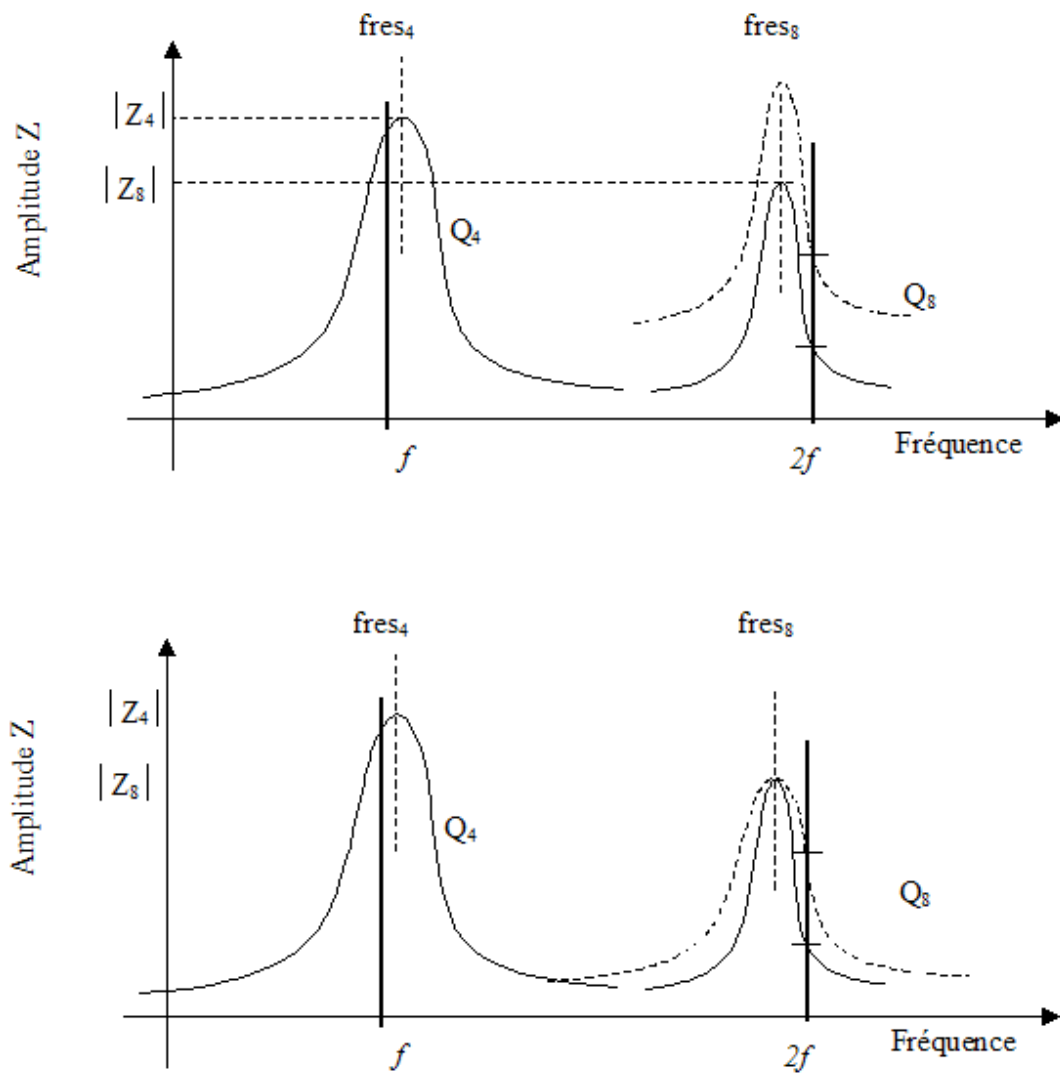 fres₄
fres₈
|Z₄|
|Z₈|
Amplitude Z
Q₄
Q₈
f
2f
Fréquence
fres₄
fres₈
|Z₄|
|Z₈|
Amplitude Z
Q₄
Q₈
f
2f
Fréquence